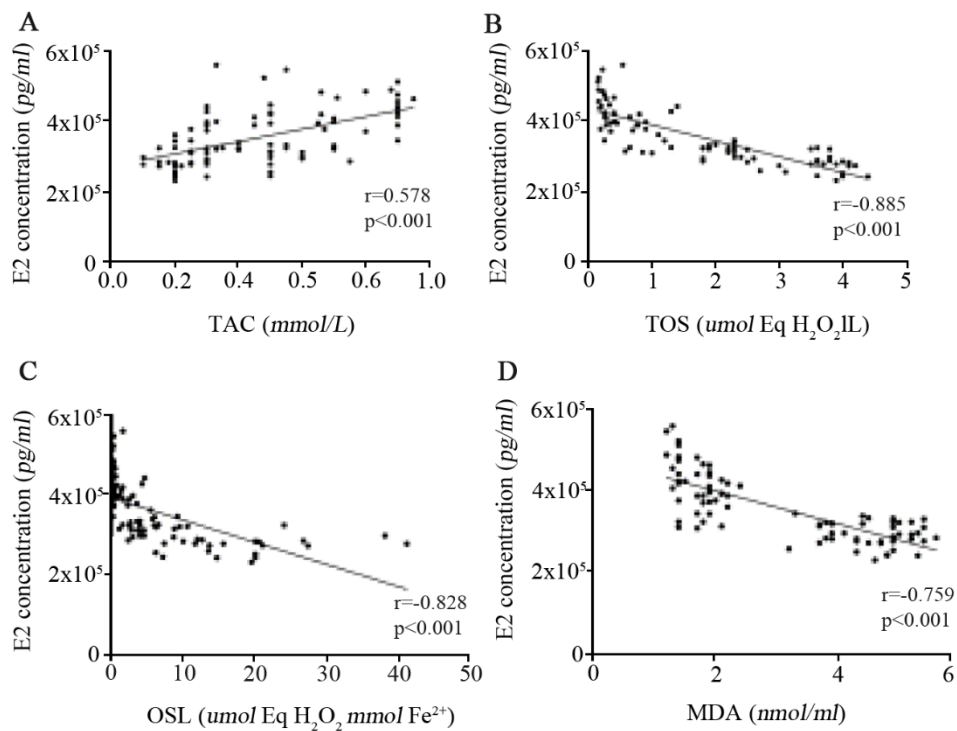 A
6x10⁵
4x10⁵
2x10⁵
0
E2 concentration (pg/ml)
r=0.578
p<0.001
0.0 0.2 0.4 0.2 0.6 1.0
TAC (mmol/L)
B
6x10⁵
4x10⁵
2x10⁵
0
E2 concentration (pg/ml)
r=-0.885
p<0.001
0 1 2 3 4 5
TOS (umol Eq H₂O₂lL)
C
6x10⁵
4x10⁵
2x10⁵
0
E2 concentration (pg/ml)
r=-0.828
p<0.001
0 10 20 30 40 50
OSL (umol Eq H₂O₂ mmol Fe²⁺)
D
6x10⁵
4x10⁵
2x10⁵
0
E2 concentration (pg/ml)
r=-0.759
p<0.001
0 2 4 6
MDA (nmol/ml)